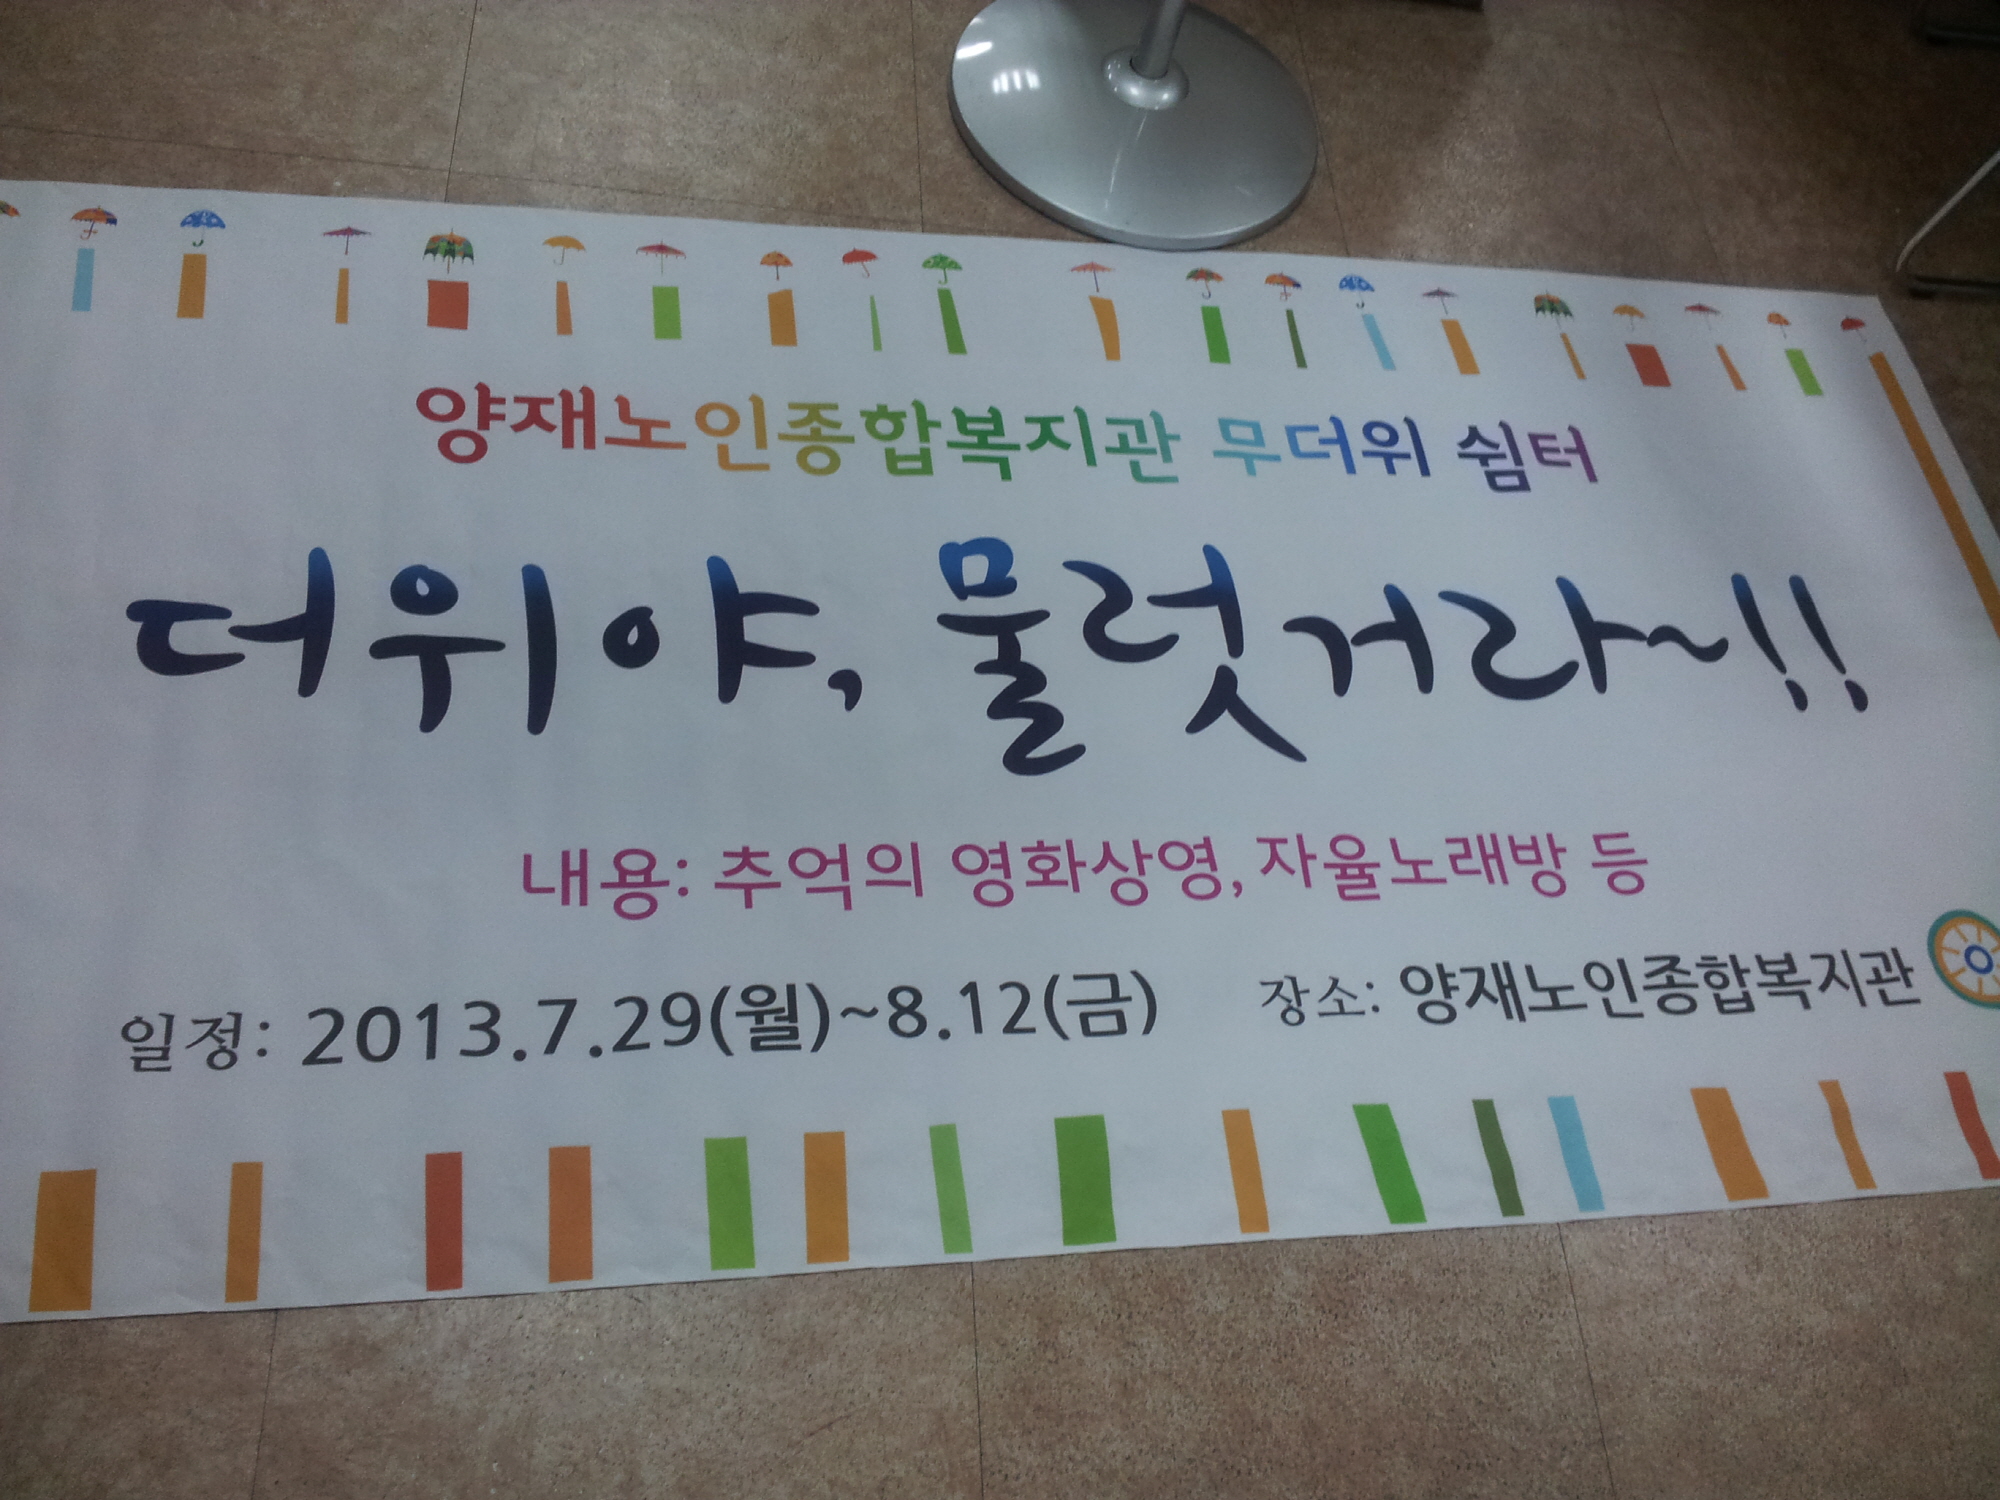 양재노인종합복지관 무더위 쉼터
더위야, 물럿거라~!!
내용: 추억의 영화상영, 자율노래방 등
일정: 2013.7.29(월)~8.12(금) 장소: 양재노인종합복지관